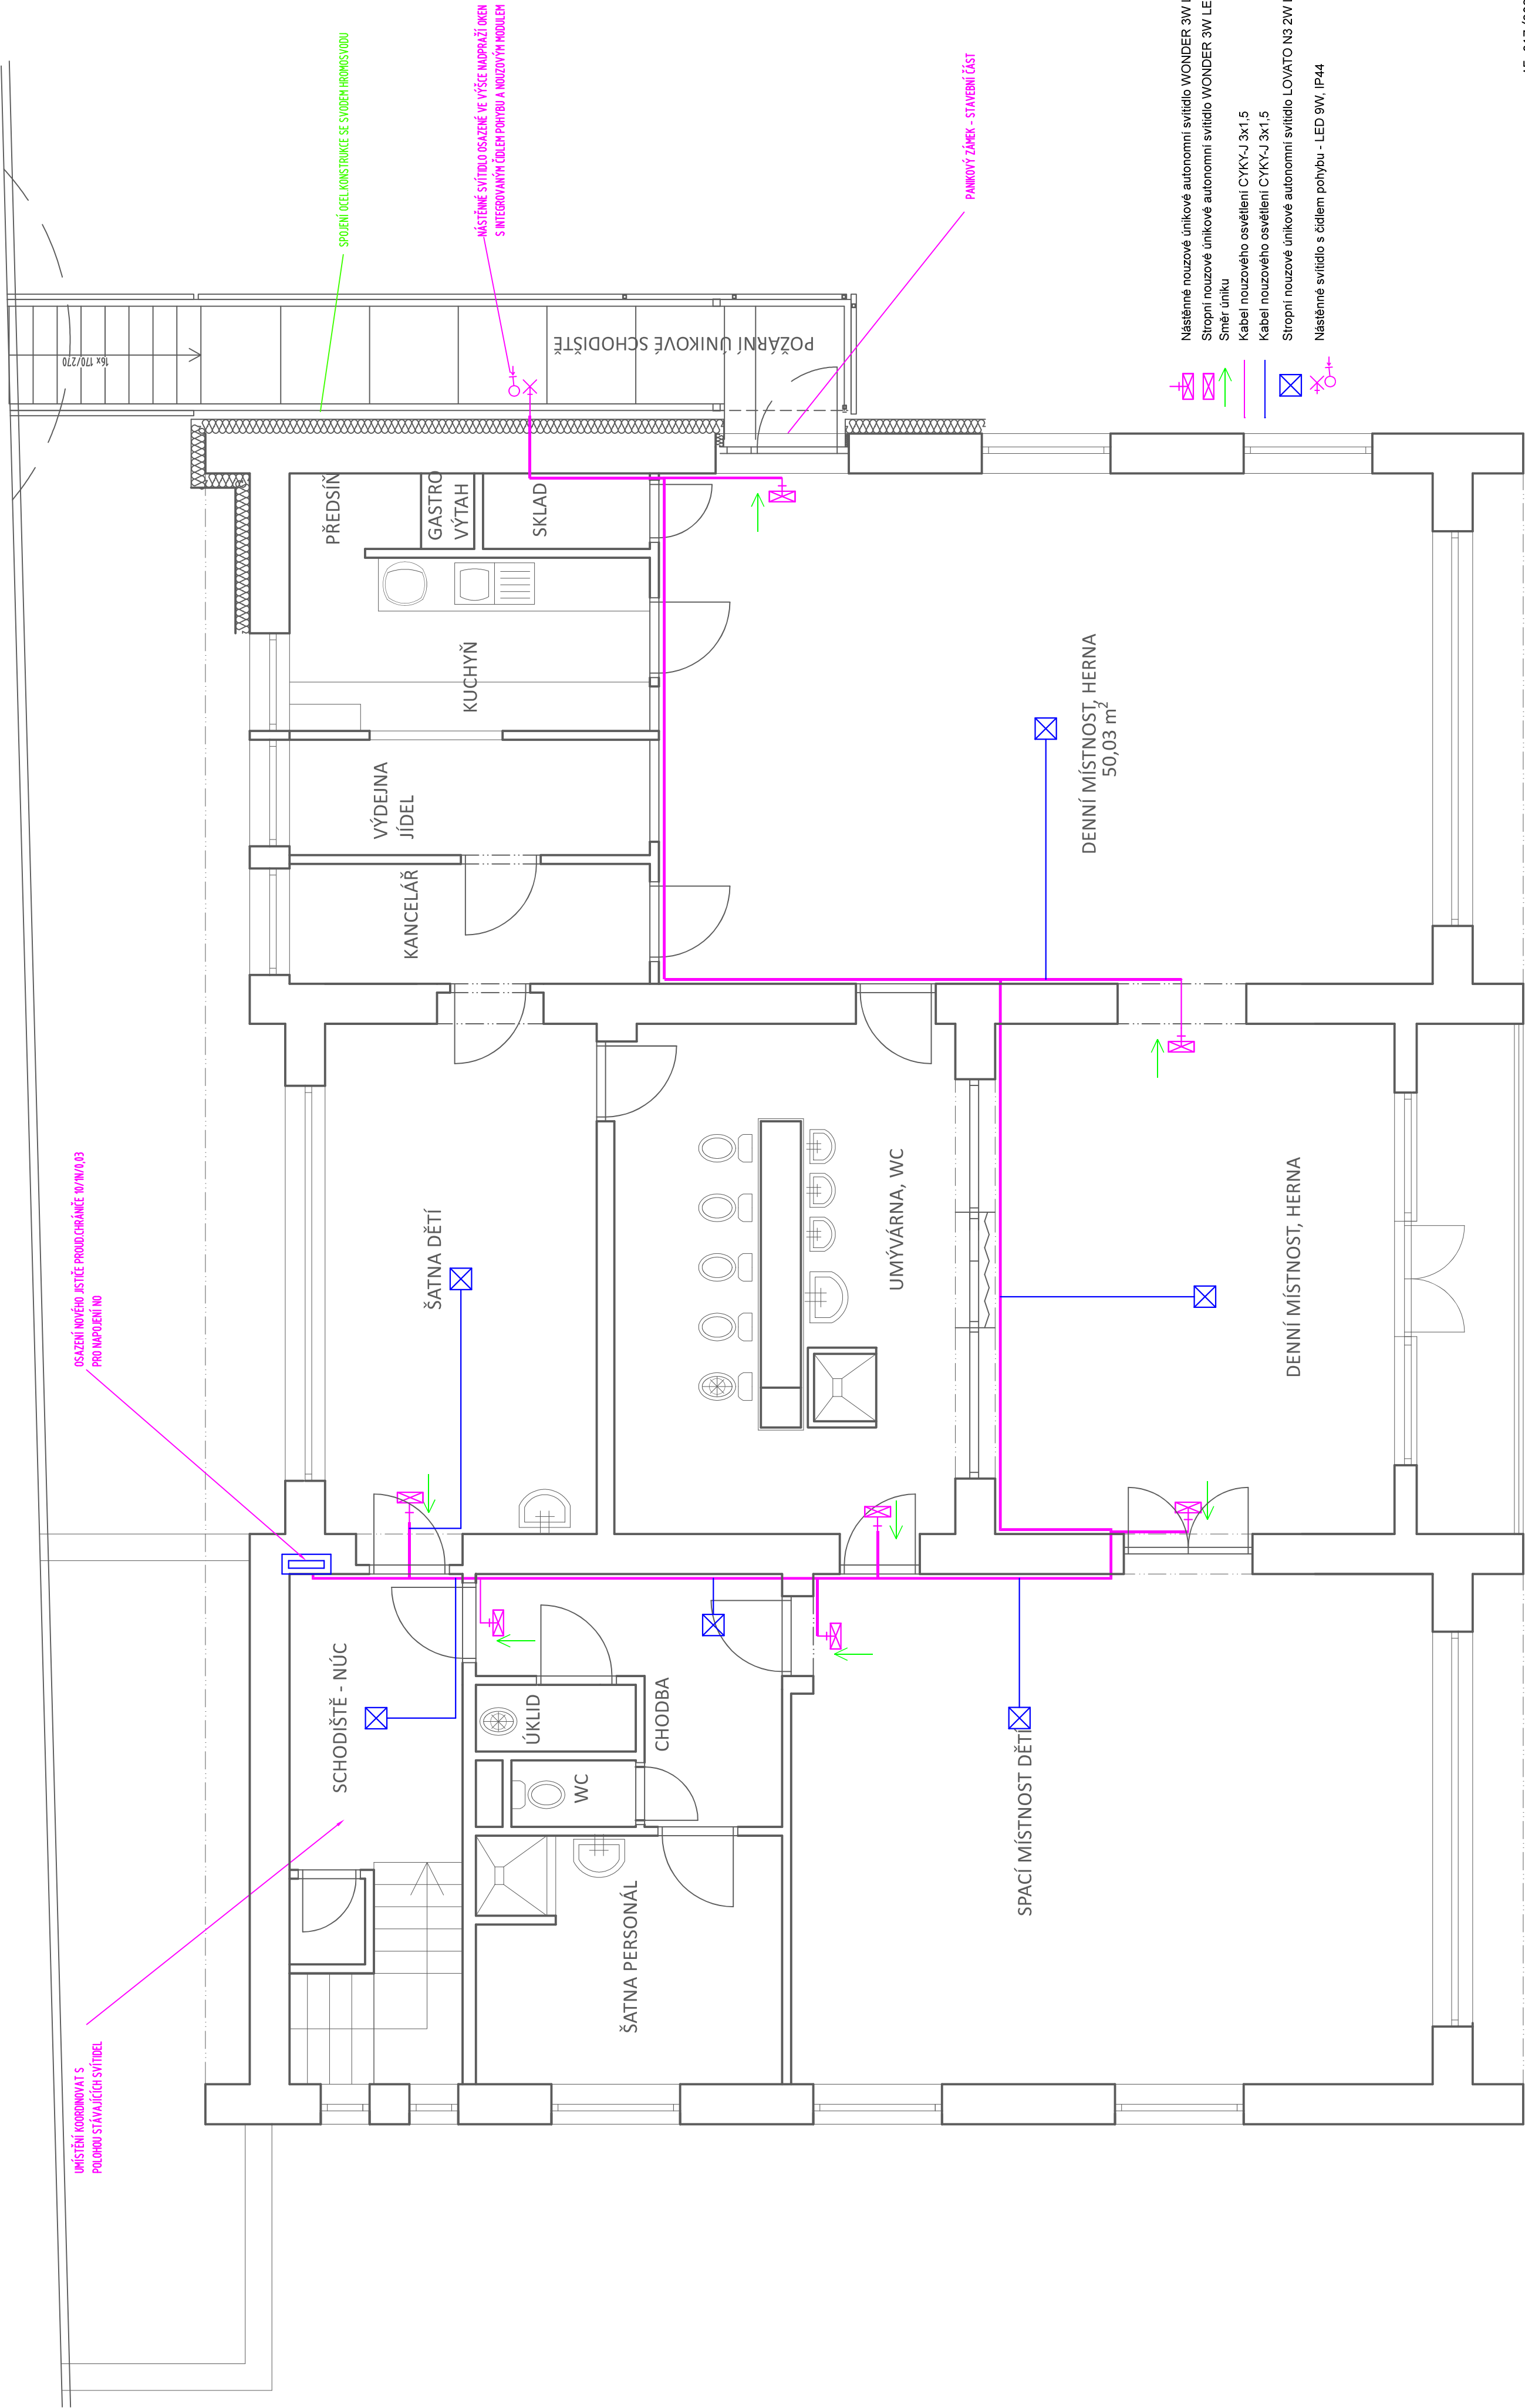 UMÍSTĚNÍ KOORDINOVAT S
POLOHOU STÁVAJÍCÍCH SVÍTIDEL
OSAZENÍ NOVÉHO JISTIČE PROUD.CHRÁNIČE 10/1N/0,03
PRO NAPOJENÍ NO
SPOJENÍ OCEL.KONSTRUKCE SE SVODEM HROMOSVODU
NÁSTĚNNÉ SVÍTIDLO OSAZENÉ VE VÝŠCE NADPRAŽÍ OKEN
S INTEGROVANÝM ČIDLEM POHYBU A NOUZOVÝM MODULEM
PANIKOVÝ ZÁMEK - STAVEBNÍ ČÁST
16x 170/270
POŽÁRNÍ ÚNIKOVÉ SCHODIŠTĚ
SCHODIŠTĚ - NÚC
ŠATNA DĚTÍ
KANCELÁŘ
VÝDEJNA
JÍDEL
KUCHYŇ
PŘEDSÍŇ
GASTRO
VÝTAH
SKLAD
ÚKLID
WC
CHODBA
ŠATNA PERSONÁL
UMÝVÁRNA, WC
SPACÍ MÍSTNOST DĚTÍ
DENNÍ MÍSTNOST, HERNA
DENNÍ MÍSTNOST, HERNA
50,03 m²
Nástěnné nouzové únikové autonomní svítidlo WONDER 3W
Stropní nouzové únikové autonomní svítidlo WONDER 3W LE
Směr úniku
Kabel nouzového osvětlení CYKY-J 3x1,5
Kabel nouzového osvětlení CYKY-J 3x1,5
Stropní nouzové únikové autonomní svítidlo LOVATO N3 2W
Nástěnné svítidlo s čidlem pohybu - LED 9W, IP44